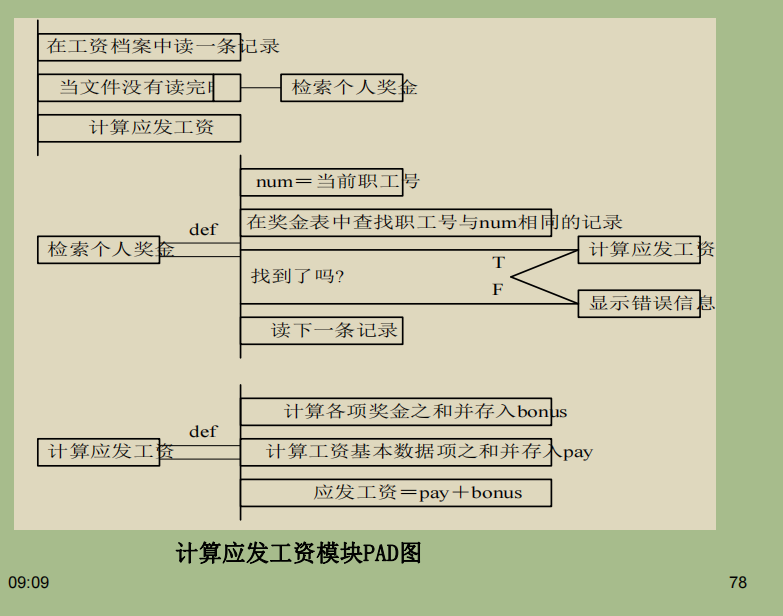 在工资档案中读一条记录
当文件没有读完
检索个人奖金
计算应发工资
num＝当前职工号
def
在奖金表中查找职工号与num相同的记录
检索个人奖金
计算应发工资
T
找到了吗?
F
显示错误信息
读下一条记录
计算各项奖金之和并存入bonus
def
计算应发工资
计算工资基本数据项之和并存入pay
应发工资＝pay＋bonus
计算应发工资模块PAD图
09:09
78